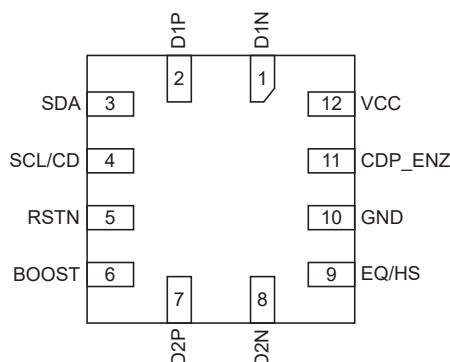 D1P
D1N
2
1
SDA
3
12
VCC
SCL/CD
4
11
CDP_ENZ
RSTN
5
10
GND
BOOST
6
9
EQ/HS
7
8
D2P
D2N